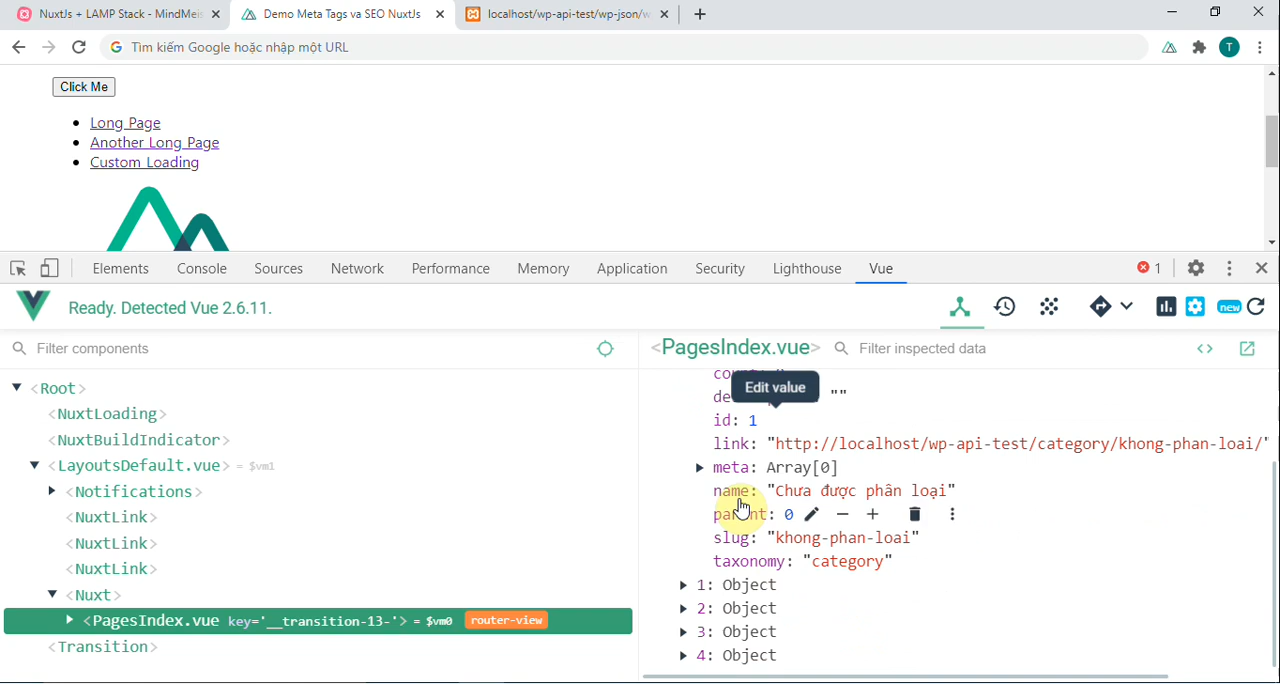 NuxtJs + LAMP Stack - MindMeis
Demo Meta Tags va SEO NuxtJs
localhost/wp-api-test/wp-json/w
Tìm kiếm Google hoặc nhập một URL
T
Click Me
Long Page
Another Long Page
Custom Loading
Elements Console Sources Network Performance Memory Application Security Lighthouse Vue 1
Ready. Detected Vue 2.6.11.
new
Filter components
<PagesIndex.vue> Filter inspected data
Edit value
""
<Root>
<NuxtLoading>
<NuxtBuildIndicator>
<LayoutsDefault.vue> = $vm1
<Notifications>
<NuxtLink>
<NuxtLink>
<NuxtLink>
<Nuxt>
<PagesIndex.vue key='__transition-13-'> = $vm0 router-view
<Transition>
id: 1
link: "http://localhost/wp-api-test/category/khong-phan-loai/"
meta: Array[0]
name: "Chưa được phân loại"
parent: 0
slug: "khong-phan-loai"
taxonomy: "category"
1: Object
2: Object
3: Object
4: Object